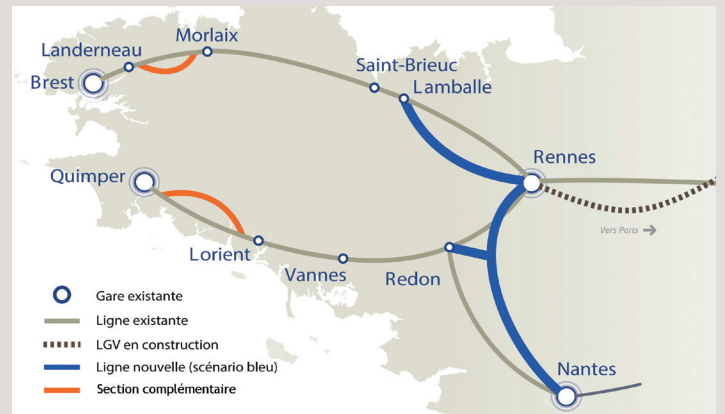 Morlaix
Landerneau
Brest
Saint-Brieuc
Lamballe
Rennes
Quimper
Vers Paris
Lorient
Vannes
Redon
Nantes
Gare existante
Ligne existante
LGV en construction
Ligne nouvelle (scénario bleu)
Section complémentaire